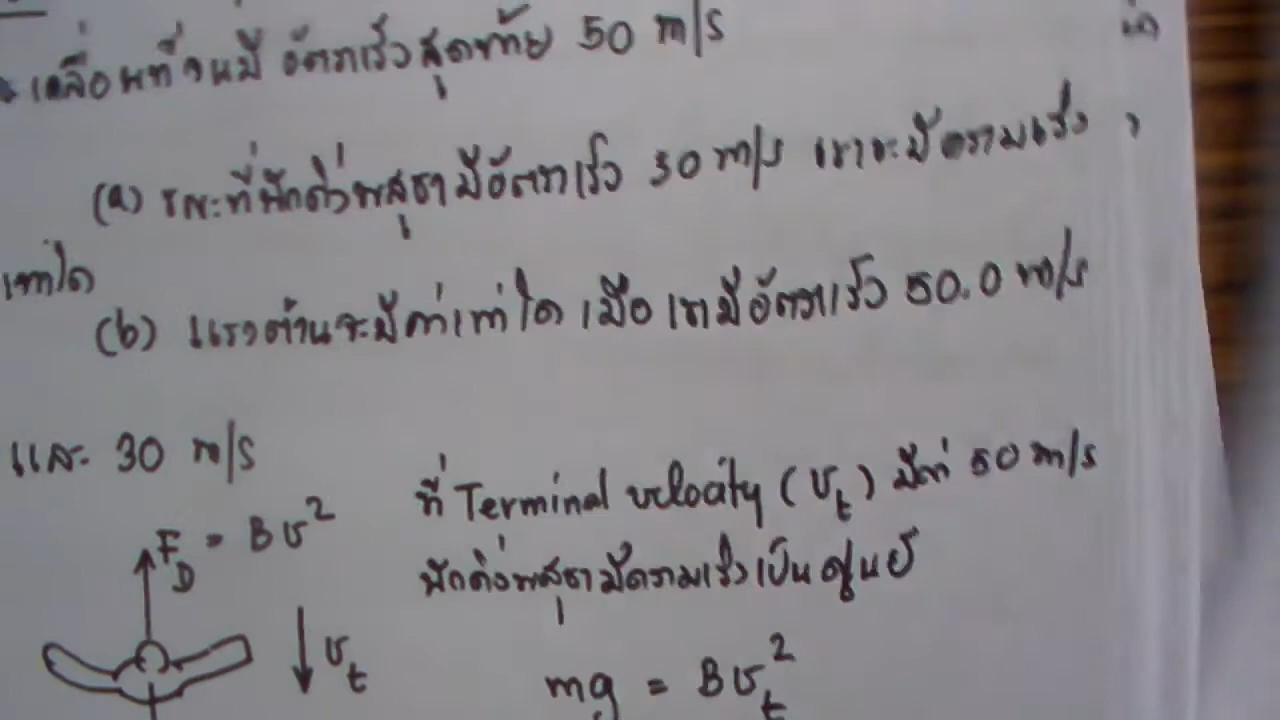 เคลื่อนที่จนมี อัตราเร็วสุดท้าย 50 m/s
(a) ขณะที่นักดิ่งพสุธามีอัตราเร็ว 30 m/s เขาจะมีความเร่ง
เท่าใด
(b) แรงต้านจะมีค่าเท่าใด เมื่อ เขามีอัตราเร็ว 50.0 m/s
และ 30 m/s
ที่ Terminal velocity (v_t) มีค่า 50 m/s
F_D = Bv²
นักดิ่งพสุธามีความเร่งเป็นศูนย์
v_t
mg = Bv_t²